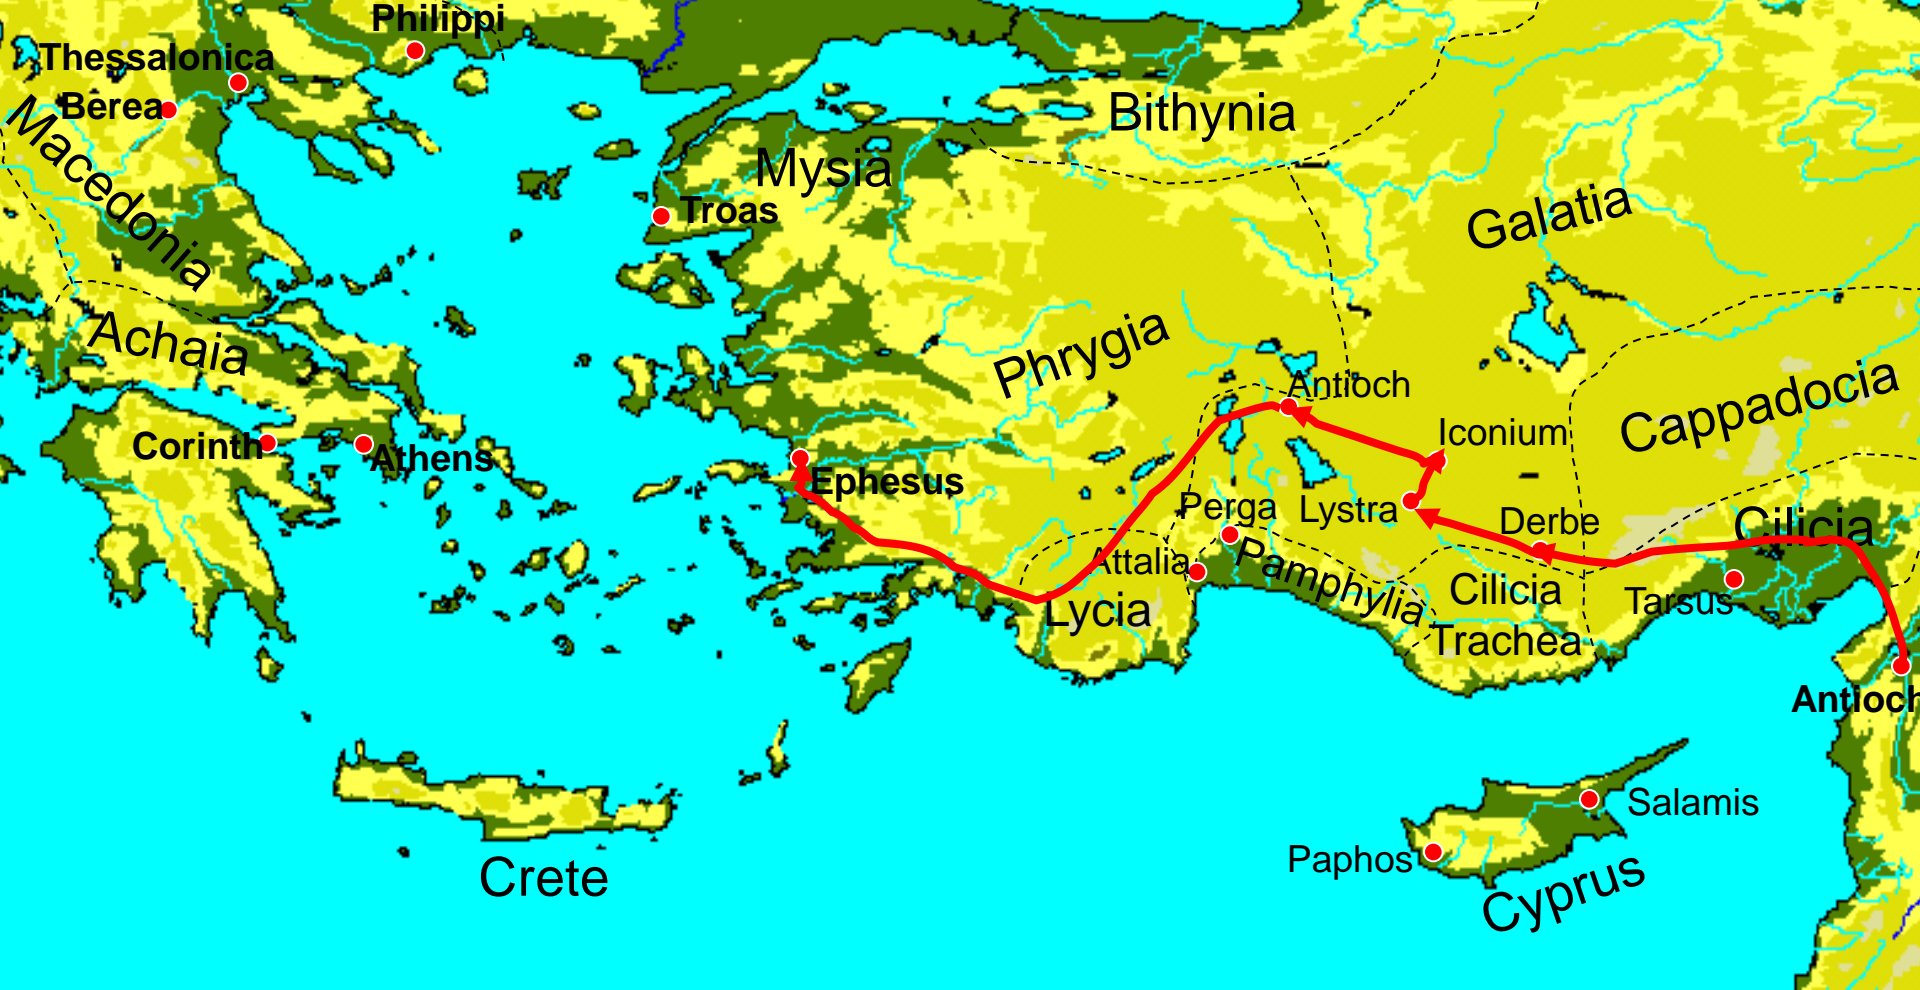 Philippi
Thessalonica
Berea
Macedonia
Bithynia
Mysia
Troas
Galatia
Achaia
Phrygia
Antioch
Cappadocia
Iconium
Corinth
Athens
Ephesus
Perga
Lystra
Derbe
Cilicia
Attalia
Pamphylia
Lycia
Cilicia
Trachea
Tarsus
Antioch
Salamis
Paphos
Cyprus
Crete